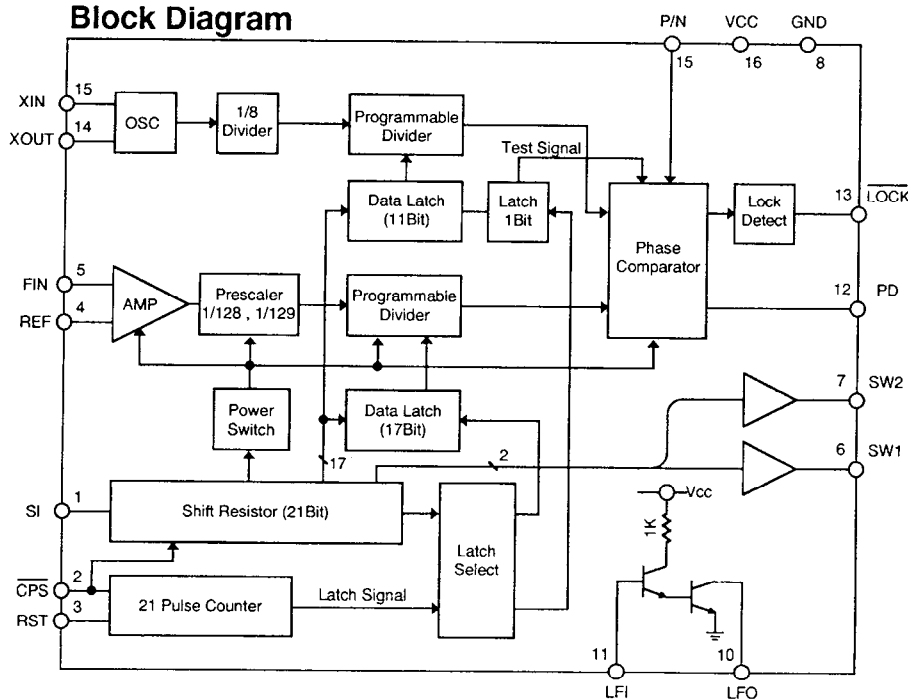 Block Diagram
P/N
VCC
GND
15
16
8
XIN
15
XOUT
14
OSC
1/8
Divider
Programmable
Divider
Test Signal
Data Latch
(11Bit)
Latch
1Bit
Phase
Comparator
Lock
Detect
13
LOCK
FIN
5
REF
4
AMP
Prescaler
1/128 , 1/129
Programmable
Divider
12
PD
Power
Switch
Data Latch
(17Bit)
7
SW2
6
SW1
17
2
SI
1
Shift Resistor (21Bit)
Latch
Select
Vcc
1K
CPS
2
RST
3
21 Pulse Counter
Latch Signal
11
10
LFI
LFO